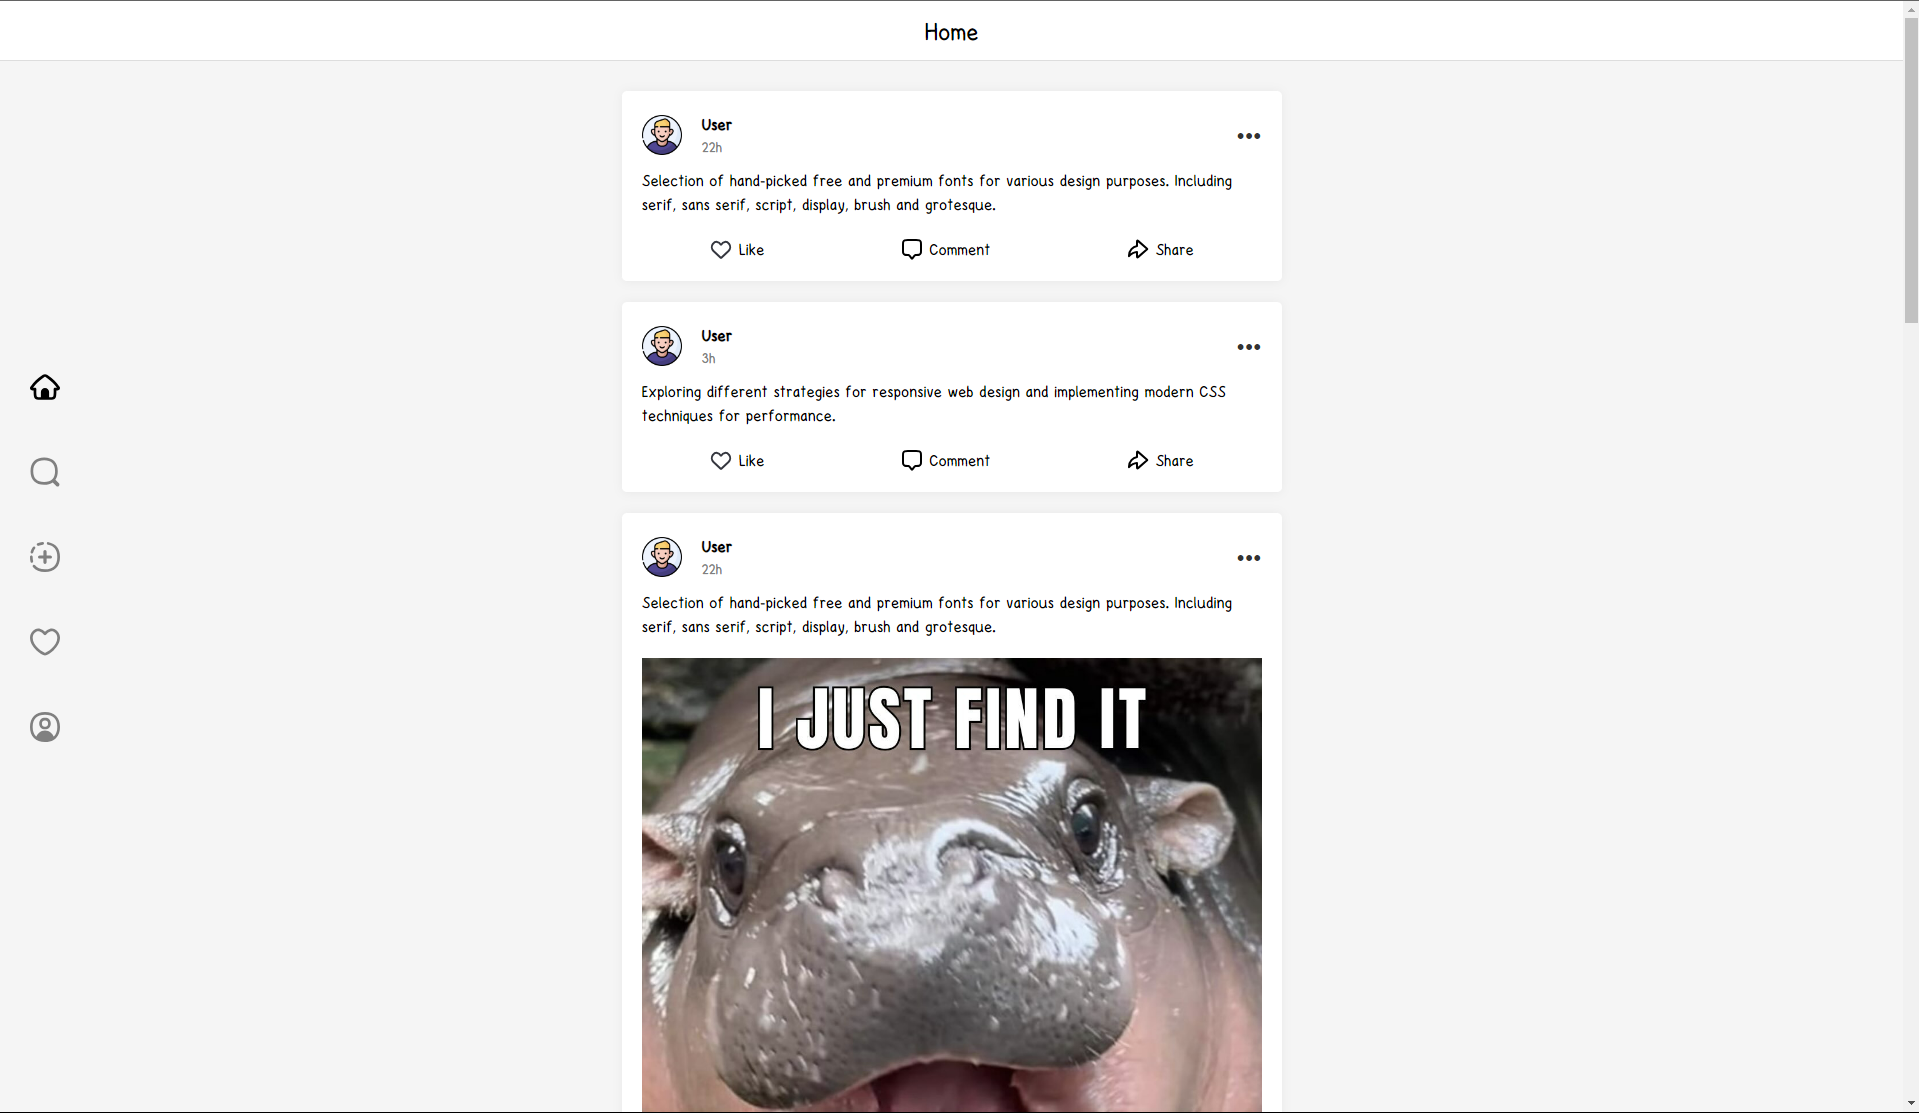 Home
User
22h
Selection of hand-picked free and premium fonts for various design purposes. Including
serif, sans serif, script, display, brush and grotesque.
Like
Comment
Share
User
3h
Exploring different strategies for responsive web design and implementing modern CSS
techniques for performance.
Like
Comment
Share
User
22h
Selection of hand-picked free and premium fonts for various design purposes. Including
serif, sans serif, script, display, brush and grotesque.
I JUST FIND IT